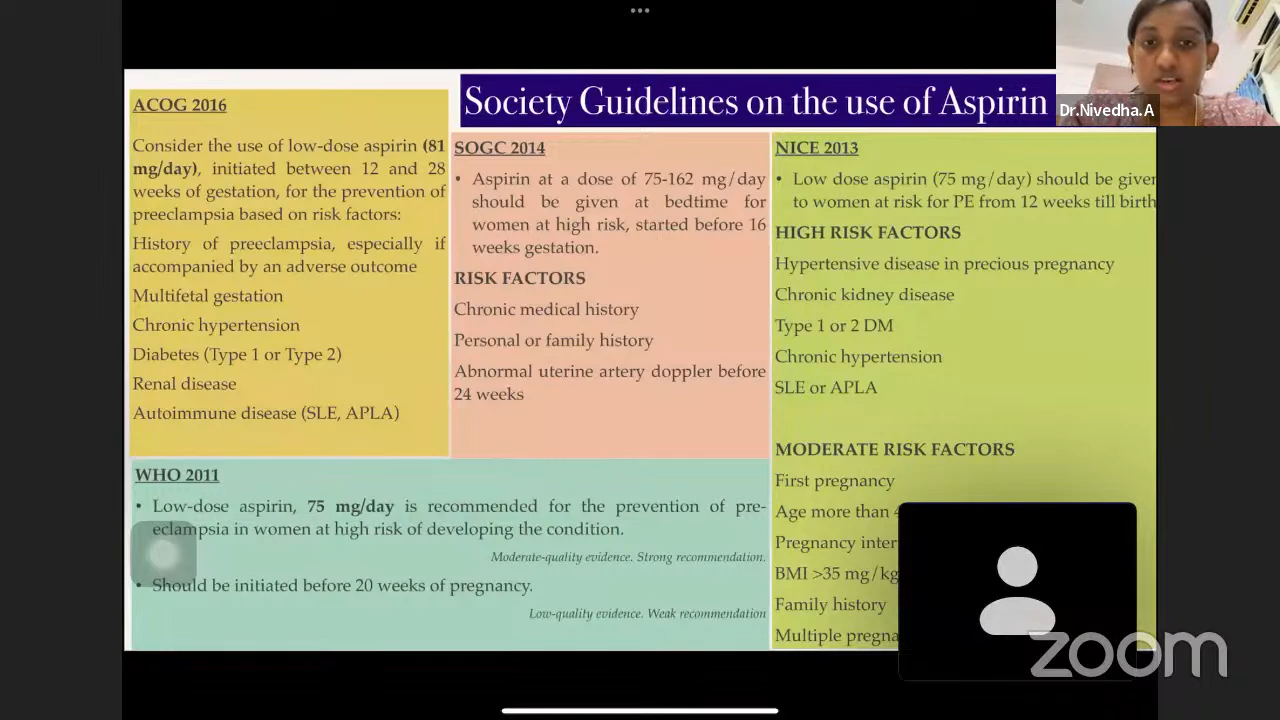 Society Guidelines on the use of Aspirin
Dr.Nivedha.A
ACOG 2016
Consider the use of low-dose aspirin (81
mg/day), initiated between 12 and 28
weeks of gestation, for the prevention of
preeclampsia based on risk factors:
History of preeclampsia, especially if
accompanied by an adverse outcome
Multifetal gestation
Chronic hypertension
Diabetes (Type 1 or Type 2)
Renal disease
Autoimmune disease (SLE, APLA)
SOGC 2014
• Aspirin at a dose of 75-162 mg/day
should be given at bedtime for
women at high risk, started before 16
weeks gestation.
RISK FACTORS
Chronic medical history
Personal or family history
Abnormal uterine artery doppler before
24 weeks
NICE 2013
• Low dose aspirin (75 mg/day) should be given
to women at risk for PE from 12 weeks till birth
HIGH RISK FACTORS
Hypertensive disease in precious pregnancy
Chronic kidney disease
Type 1 or 2 DM
Chronic hypertension
SLE or APLA
MODERATE RISK FACTORS
First pregnancy
Age more than
Pregnancy
BMI >35
Family history
Multiple
WHO 2011
• Low-dose aspirin, 75 mg/day is recommended for the prevention of pre-
eclampsia in women at high risk of developing the condition.
Moderate-quality evidence. Strong recommendation.
• Should be initiated before 20 weeks of pregnancy.
Low-quality evidence. Weak recommendation
zoom